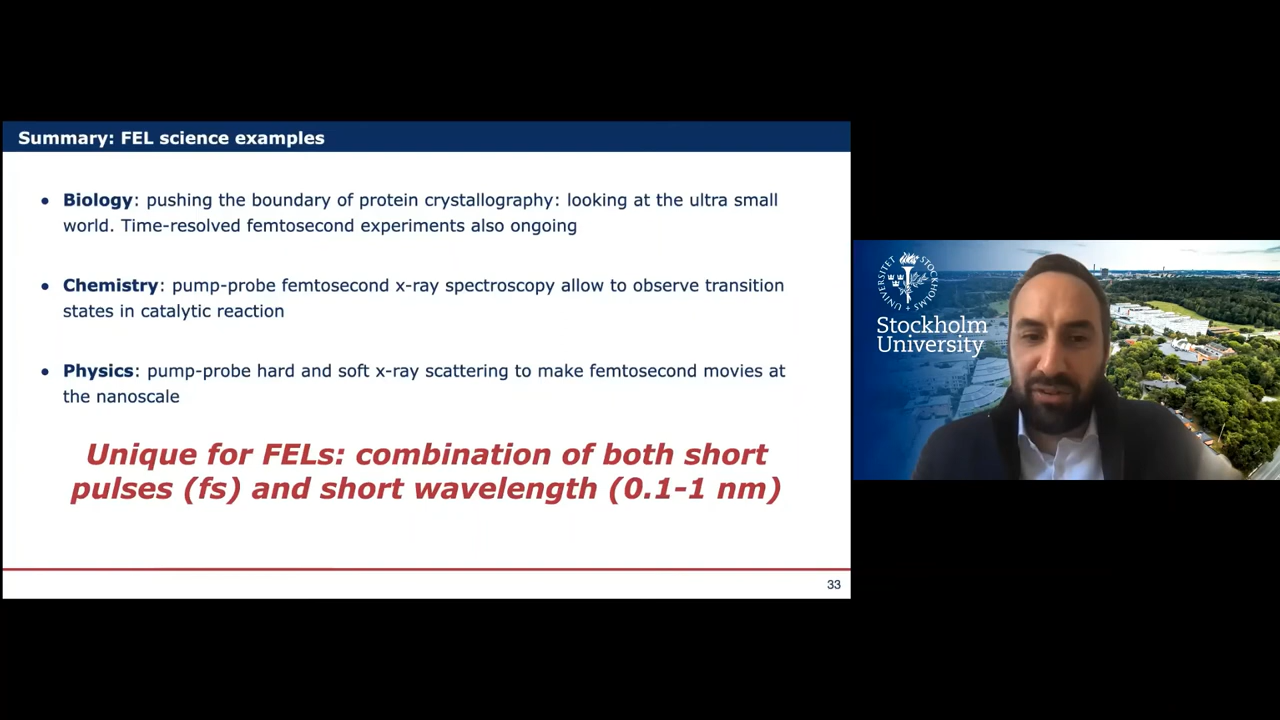 Summary: FEL science examples
• Biology: pushing the boundary of protein crystallography: looking at the ultra small
world. Time-resolved femtosecond experiments also ongoing
• Chemistry: pump-probe femtosecond x-ray spectroscopy allow to observe transition
states in catalytic reaction
• Physics: pump-probe hard and soft x-ray scattering to make femtosecond movies at
the nanoscale
Unique for FELs: combination of both short
pulses (fs) and short wavelength (0.1-1 nm)
33
STOCKHOLMS UNIVERSITET
Stockholm
University